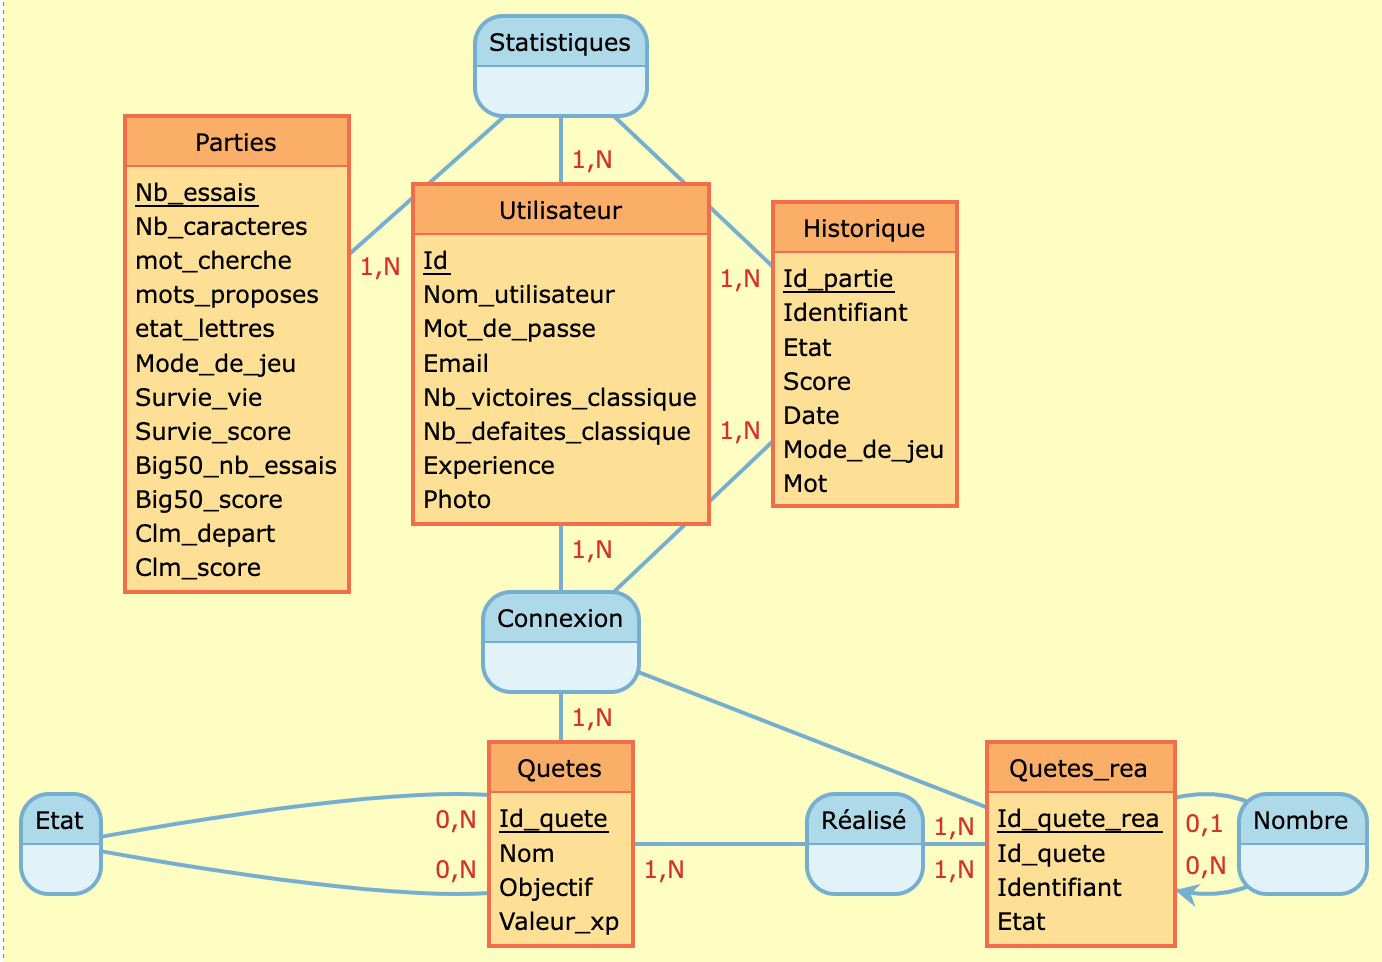 Statistiques
1,N
Parties
Nb_essais
Nb_caracteres
mot_cherche
mots_proposes
etat_lettres
Mode_de_jeu
Survie_vie
Survie_score
Big50_nb_essais
Big50_score
Clm_depart
Clm_score
1,N
Utilisateur
Id
Nom_utilisateur
Mot_de_passe
Email
Nb_victoires_classique
Nb_defaites_classique
Experience
Photo
1,N
1,N
Historique
Id_partie
Identifiant
Etat
Score
Date
Mode_de_jeu
Mot
1,N
Connexion
1,N
Etat
0,N
0,N
Quetes
Id_quete
Nom
Objectif
Valeur_xp
1,N
Réalisé
1,N
1,N
Quetes_rea
Id_quete_rea
Id_quete
Identifiant
Etat
0,1
0,N
Nombre